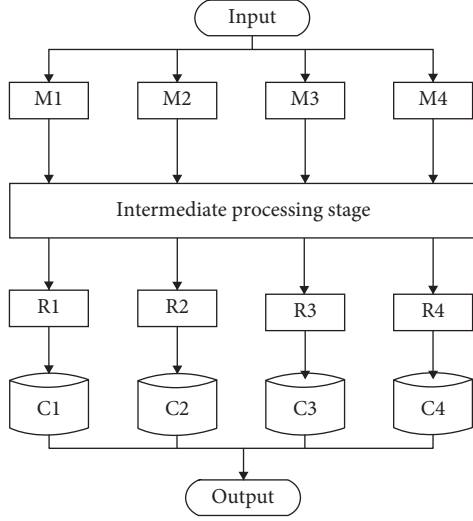 Input
M1 M2 M3 M4
Intermediate processing stage
R1 R2 R3 R4
C1 C2 C3 C4
Output